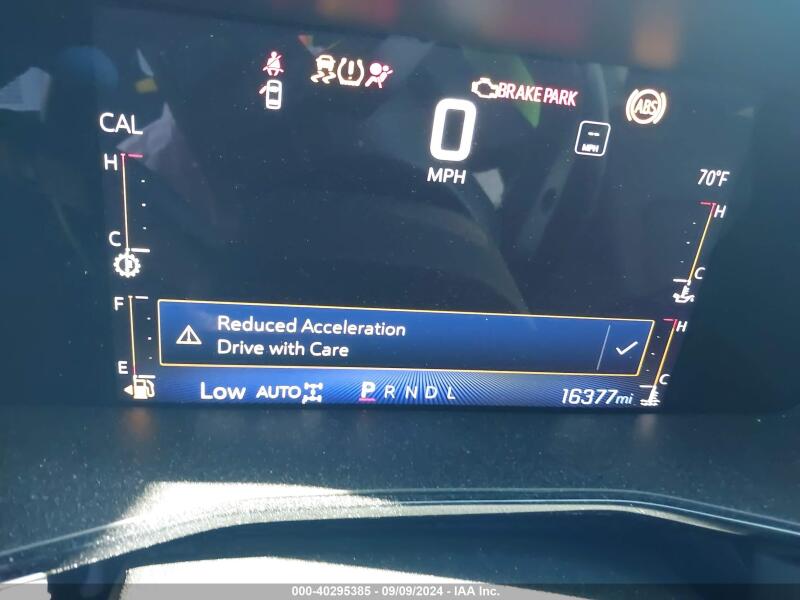 BRAKE PARK
ABS
CAL
0
MPH
--
MPH
70°F
H
H
C
C
F
H
E
C
Reduced Acceleration
Drive with Care
Low AUTO P R N D L 16377mi
000-40295385 - 09/09/2024 - IAA Inc.